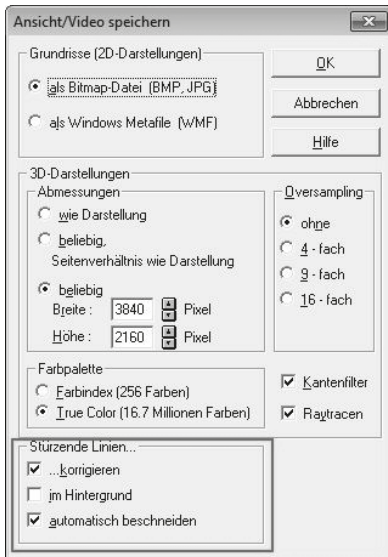 Ansicht/Video speichern
Grundrisse (2D-Darstellungen)
als Bitmap-Datei (BMP, JPG)
als Windows Metafile (WMF)
OK
Abbrechen
Hilfe
3D-Darstellungen
Abmessungen
wie Darstellung
beliebig,
Seitenverhältnis wie Darstellung
beliebig
Breite : 3840 Pixel
Höhe : 2160 Pixel
Oversampling
ohne
4 - fach
9 - fach
16 - fach
Farbpalette
Farbindex (256 Farben)
True Color (16.7 Millionen Farben)
Kantenfilter
Raytracen
Stürzende Linien...
...korrigieren
im Hintergrund
automatisch beschneiden